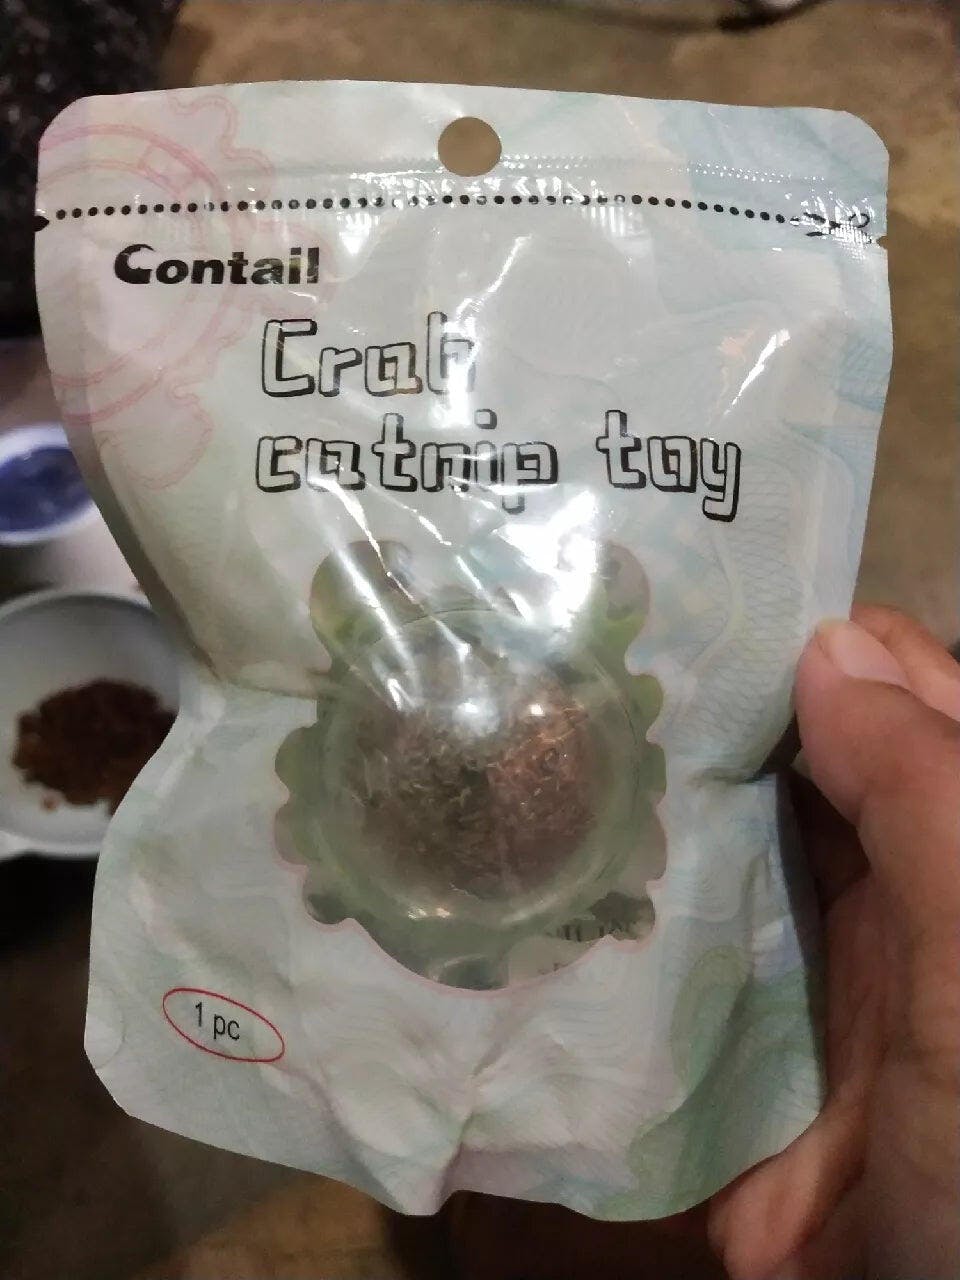 Contail
Crab
catnip toy
1 pc